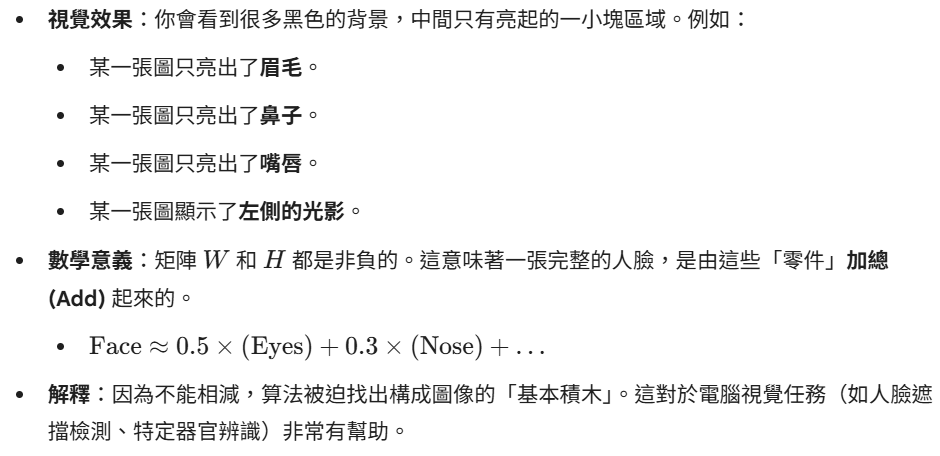 • 視覺效果：你會看到很多黑色的背景，中間只有亮起的一小塊區域。例如：
• 某一張圖只亮出了眉毛。
• 某一張圖只亮出了鼻子。
• 某一張圖只亮出了嘴唇。
• 某一張圖顯示了左側的光影。
• 數學意義：矩陣 W 和 H 都是非負的。這意味著一張完整的人臉，是由這些「零件」加總
(Add) 起來的。
• Face ≈ 0.5 × (Eyes) + 0.3 × (Nose) + …
• 解釋：因為不能相減，算法被迫找出構成圖像的「基本積木」。這對於電腦視覺任務（如人臉遮
擋檢測、特定器官辨識）非常有幫助。